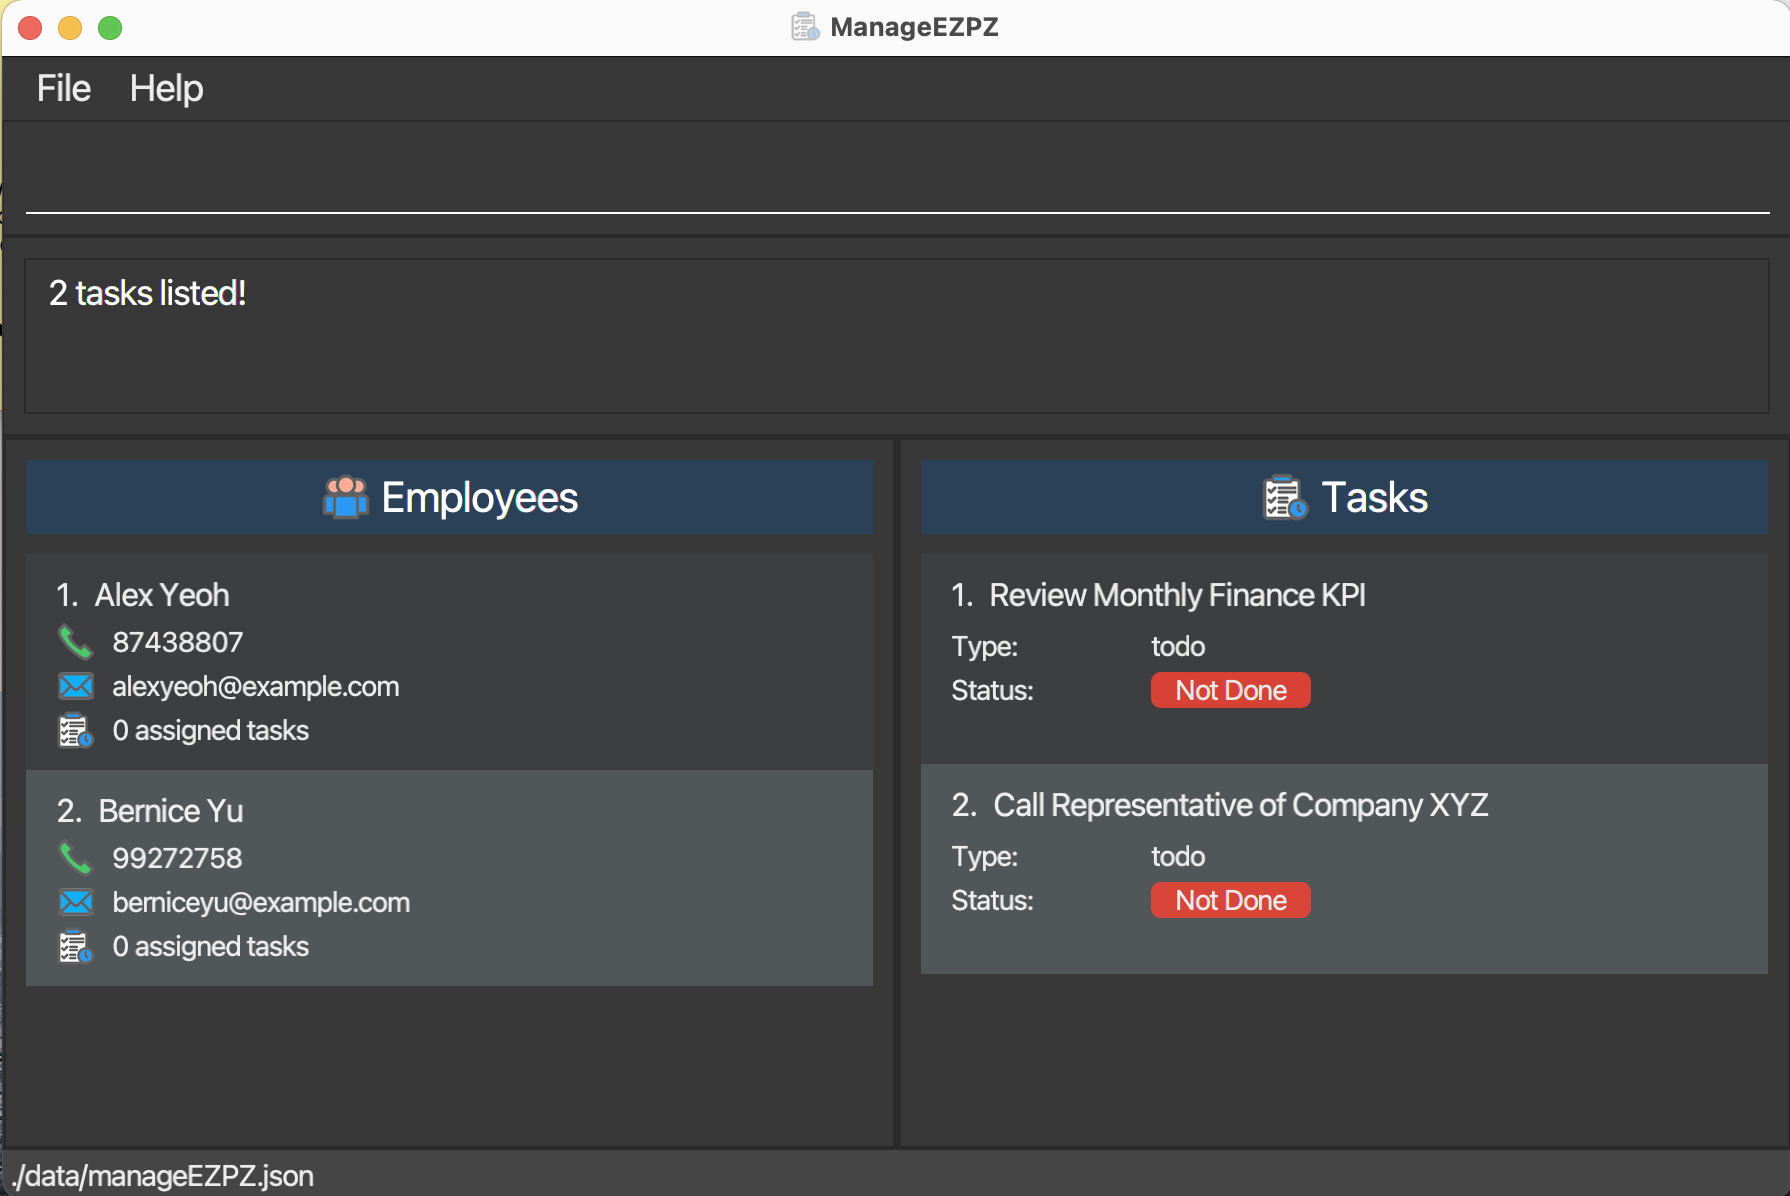 ManageEZPZ
File Help
2 tasks listed!
Employees
1. Alex Yeoh
87438807
alexyeoh@example.com
0 assigned tasks
2. Bernice Yu
99272758
berniceyu@example.com
0 assigned tasks
Tasks
1. Review Monthly Finance KPI
Type: todo
Status: Not Done
2. Call Representative of Company XYZ
Type: todo
Status: Not Done
./data/manageEZPZ.json